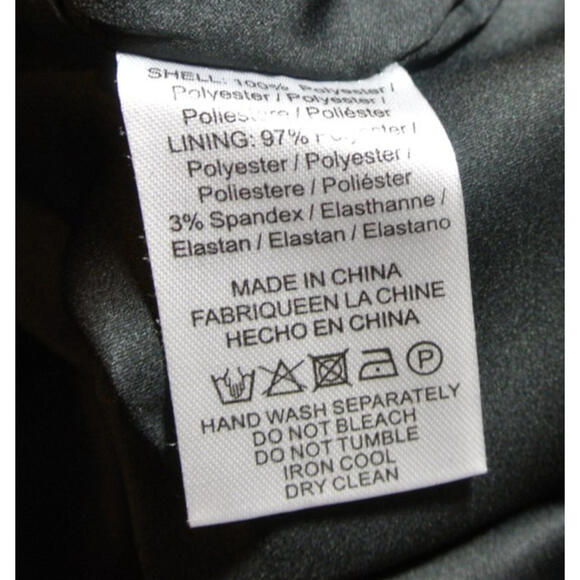 SHELL: 100% Polyester /
Polyester / Polyester /
Poliéster
LINING: 97%
Polyester / Polyester /
Poliestere / Poliéster
3% Spandex / Elasthanne /
Elastan / Elastan / Elastano
MADE IN CHINA
FABRIQUEEN LA CHINE
HECHO EN CHINA
P
HAND WASH SEPARATELY
DO NOT BLEACH
DO NOT TUMBLE
IRON COOL
DRY CLEAN